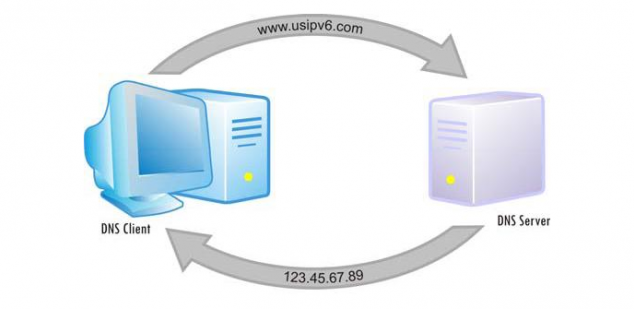 www.usipv6.com
DNS Client
DNS Server
123.45.67.89